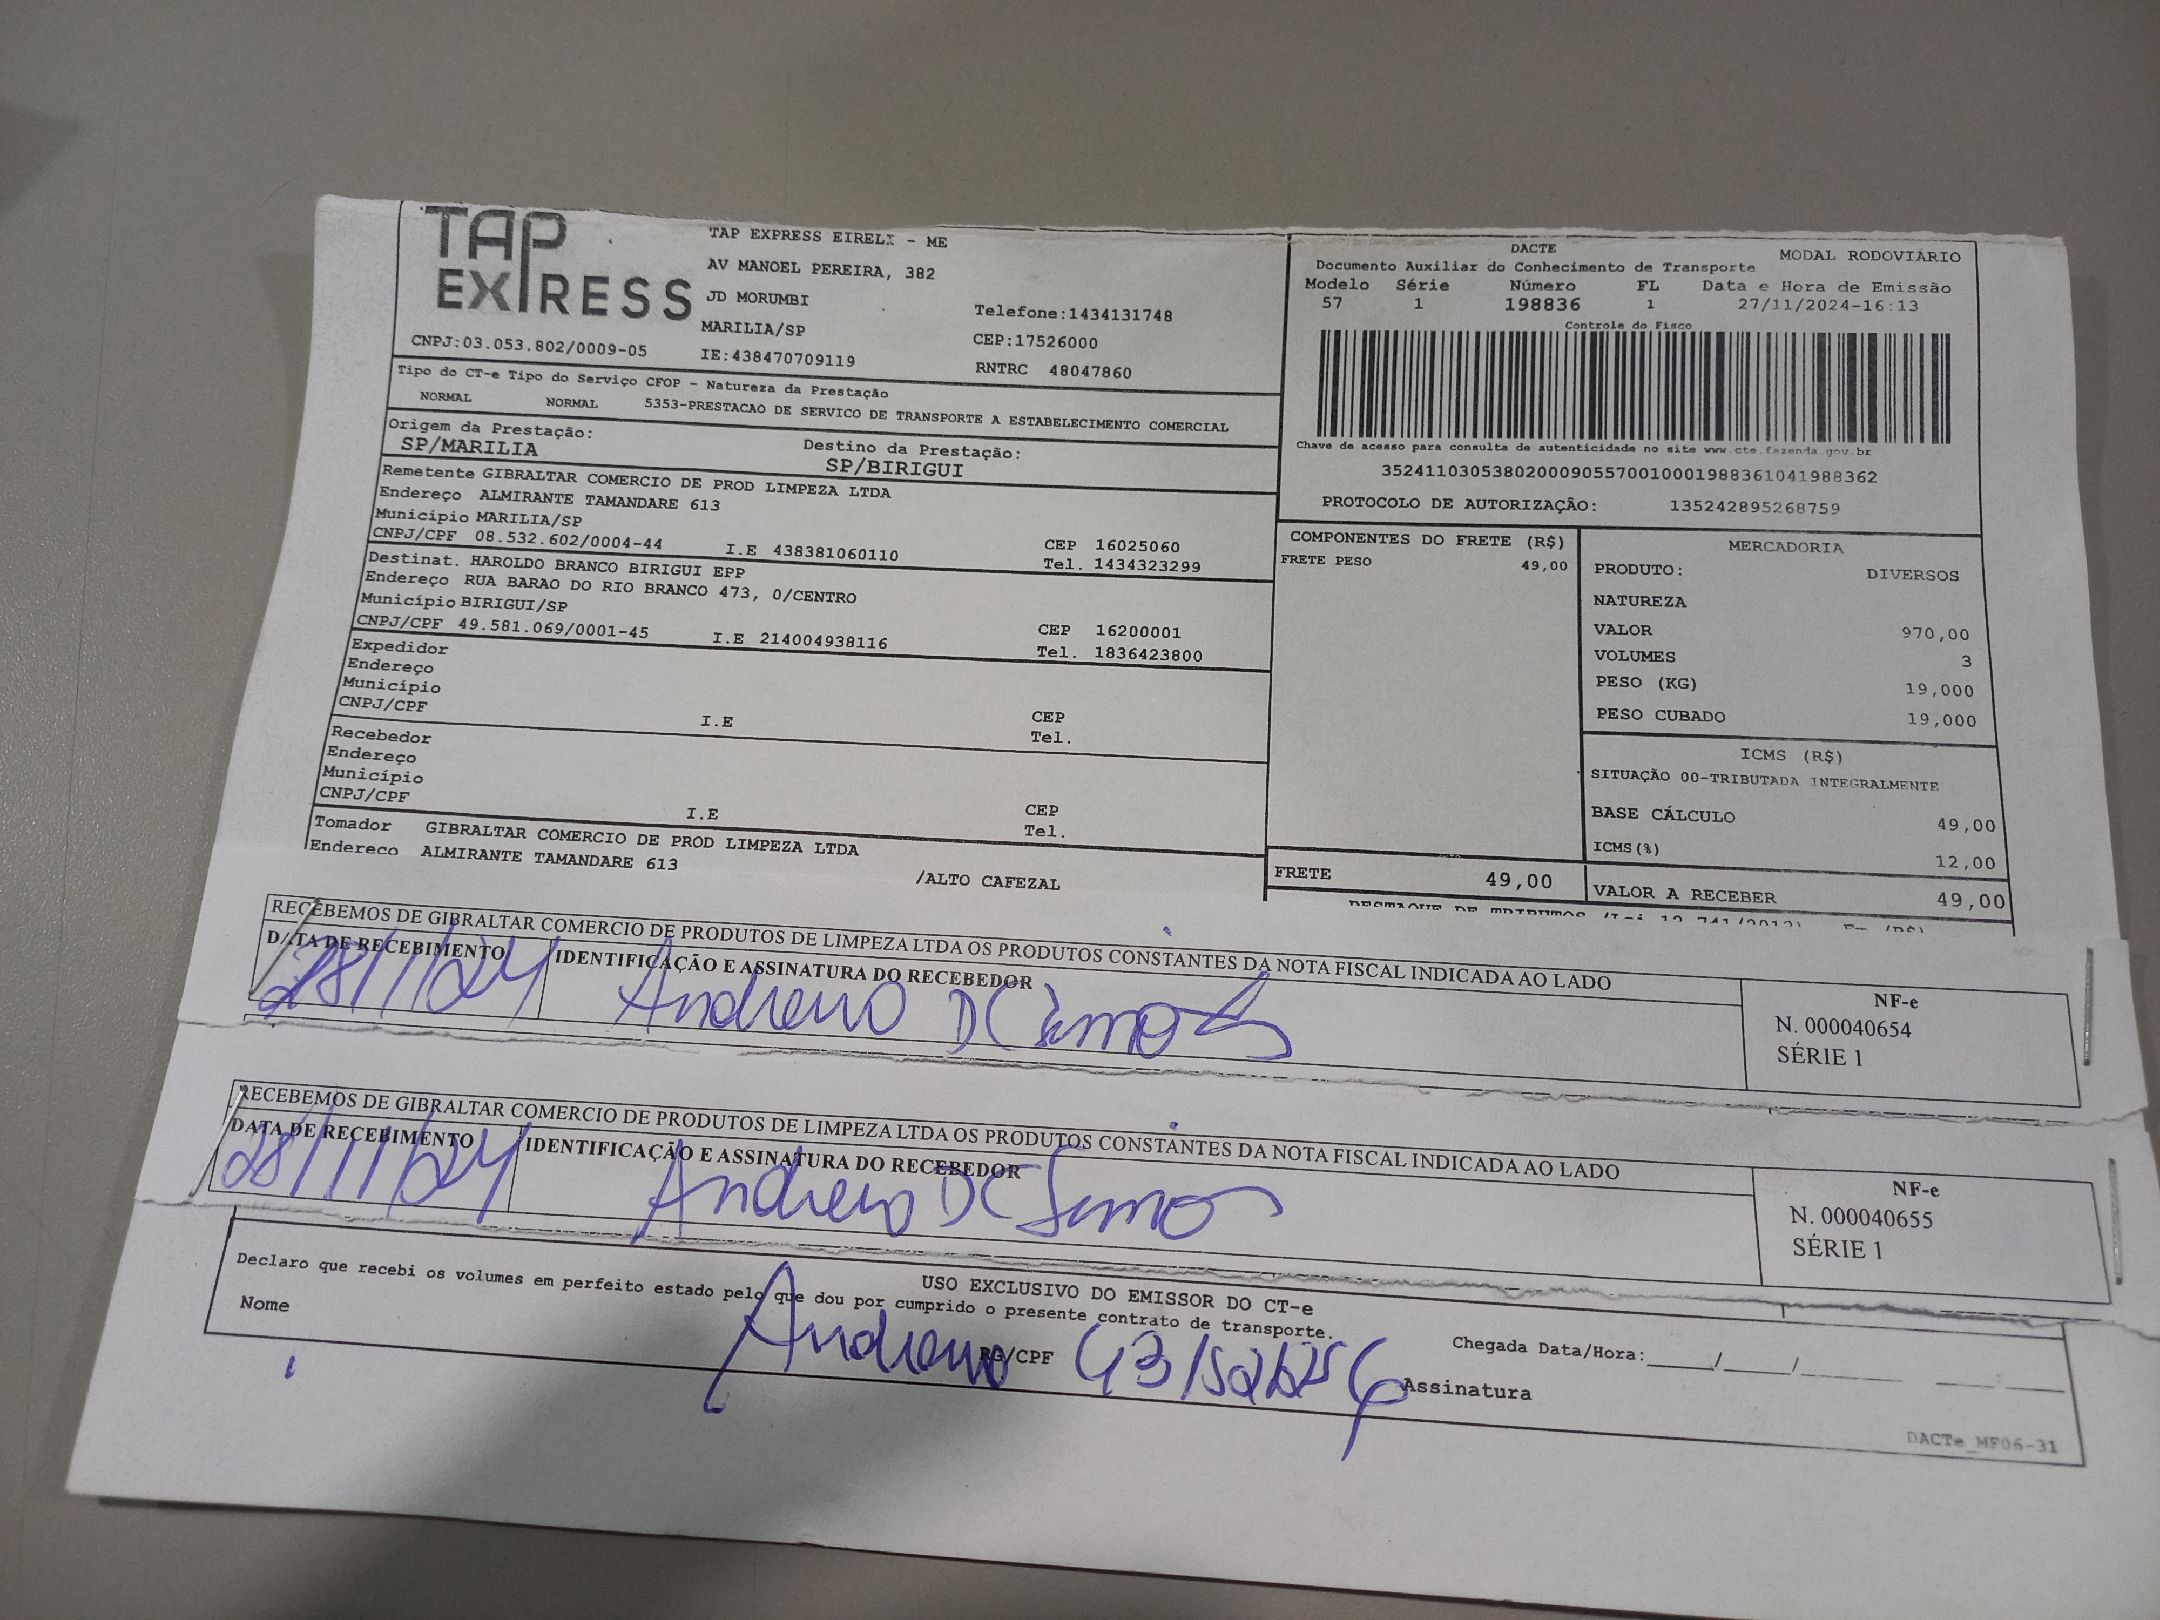 TAP EXPRESS
TAP EXPRESS EIRELI - ME
AV MANOEL PEREIRA, 382
JD MORUMBI
MARILIA/SP
IE:438470709119
Telefone:1434131748
CEP:17526000
RNTRC 48047860
CNPJ:03.053.802/0009-05
DACTE
MODAL RODOVIÁRIO
Documento Auxiliar do Conhecimento de Transporte
Modelo Série Número FL Data e Hora de Emissão
57 1 198836 1 27/11/2024-16:13
Controle do Fisco
Chave de acesso para consulta de autenticidade no site www.cte.fazenda.gov.br
35241103053802000905570010001988361041988362
PROTOCOLO DE AUTORIZAÇÃO: 135242895268759
Tipo do CT-e Tipo do Serviço CFOP - Natureza da Prestação
NORMAL NORMAL 5353-PRESTACAO DE SERVICO DE TRANSPORTE A ESTABELECIMENTO COMERCIAL
Origem da Prestação: Destino da Prestação:
SP/MARILIA SP/BIRIGUI
Remetente GIBRALTAR COMERCIO DE PROD LIMPEZA LTDA
Endereço ALMIRANTE TAMANDARE 613
Município MARILIA/SP CEP 16025060
CNPJ/CPF 08.532.602/0004-44 I.E 438381060110 Tel. 1434323299
Destinat. HAROLDO BRANCO BIRIGUI EPP
Endereço RUA BARAO DO RIO BRANCO 473, 0/CENTRO
Município BIRIGUI/SP CEP 16200001
CNPJ/CPF 49.581.069/0001-45 I.E 214004938116 Tel. 1836423800
Expedidor
Endereço
Município CEP
CNPJ/CPF I.E Tel.
Recebedor
Endereço
Município CEP
CNPJ/CPF I.E Tel.
Tomador GIBRALTAR COMERCIO DE PROD LIMPEZA LTDA
Endereco ALMIRANTE TAMANDARE 613 /ALTO CAFEZAL
COMPONENTES DO FRETE (R$)
FRETE PESO 49,00
FRETE 49,00
MERCADORIA
PRODUTO: DIVERSOS
NATUREZA
VALOR 970,00
VOLUMES 3
PESO (KG) 19,000
PESO CUBADO 19,000
ICMS (R$)
SITUAÇÃO 00-TRIBUTADA INTEGRALMENTE
BASE CÁLCULO 49,00
ICMS(%) 12,00
VALOR A RECEBER 49,00
DESTAQUE DE TRIBUTOS (Lei 12.741/2012) Em (R$)
RECEBEMOS DE GIBRALTAR COMERCIO DE PRODUTOS DE LIMPEZA LTDA OS PRODUTOS CONSTANTES DA NOTA FISCAL INDICADA AO LADO
DATA DE RECEBIMENTO IDENTIFICAÇÃO E ASSINATURA DO RECEBEDOR
28/11/24
NF-e
N. 000040654
SÉRIE 1
RECEBEMOS DE GIBRALTAR COMERCIO DE PRODUTOS DE LIMPEZA LTDA OS PRODUTOS CONSTANTES DA NOTA FISCAL INDICADA AO LADO
DATA DE RECEBIMENTO IDENTIFICAÇÃO E ASSINATURA DO RECEBEDOR
28/11/24
NF-e
N. 000040655
SÉRIE 1
USO EXCLUSIVO DO EMISSOR DO CT-e
Declaro que recebi os volumes em perfeito estado pelo que dou por cumprido o presente contrato de transporte.
Nome RG/CPF Assinatura
Chegada Data/Hora:_____/_____/
DACTe_MF06-31